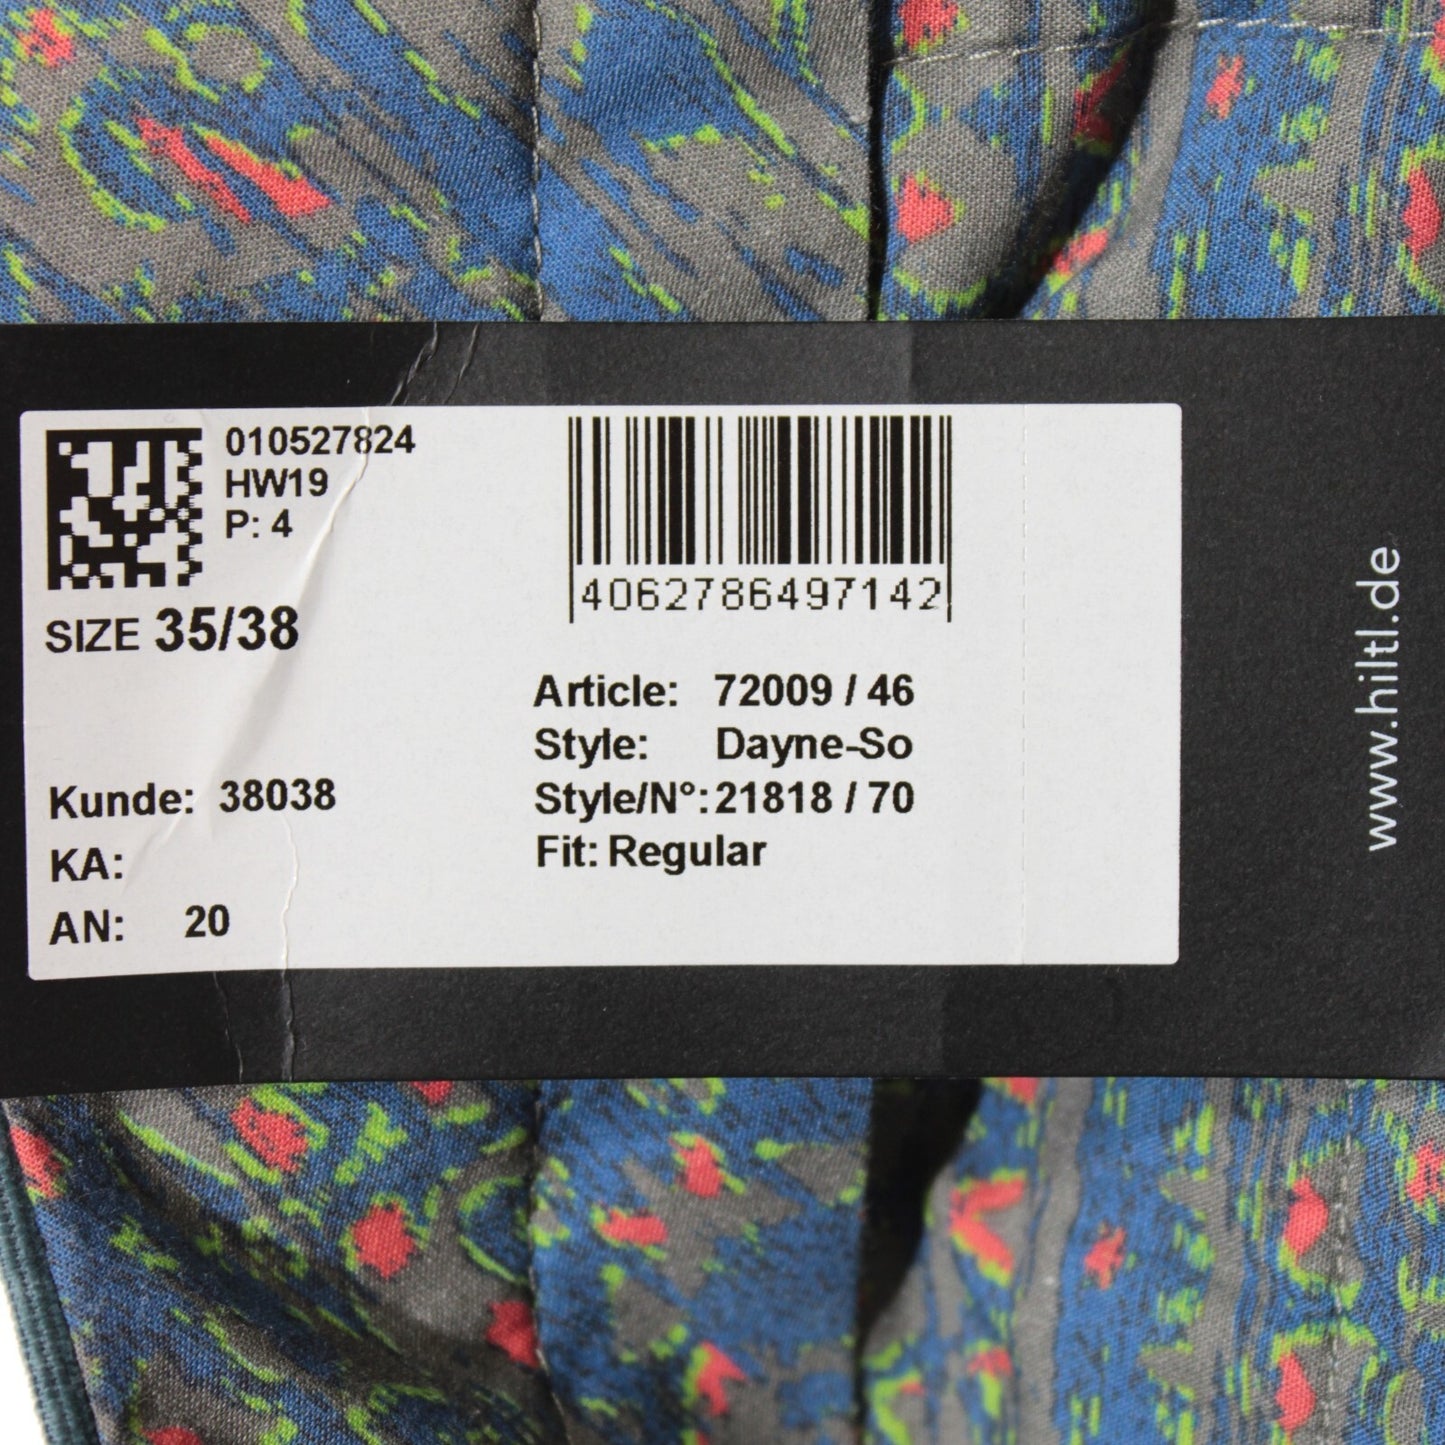 010527824
HW19
P: 4
SIZE 35/38
4062786497142
Article: 72009 / 46
Style: Dayne-So
Style/N°: 21818 / 70
Fit: Regular
Kunde: 38038
KA:
AN: 20
www.hiltl.de